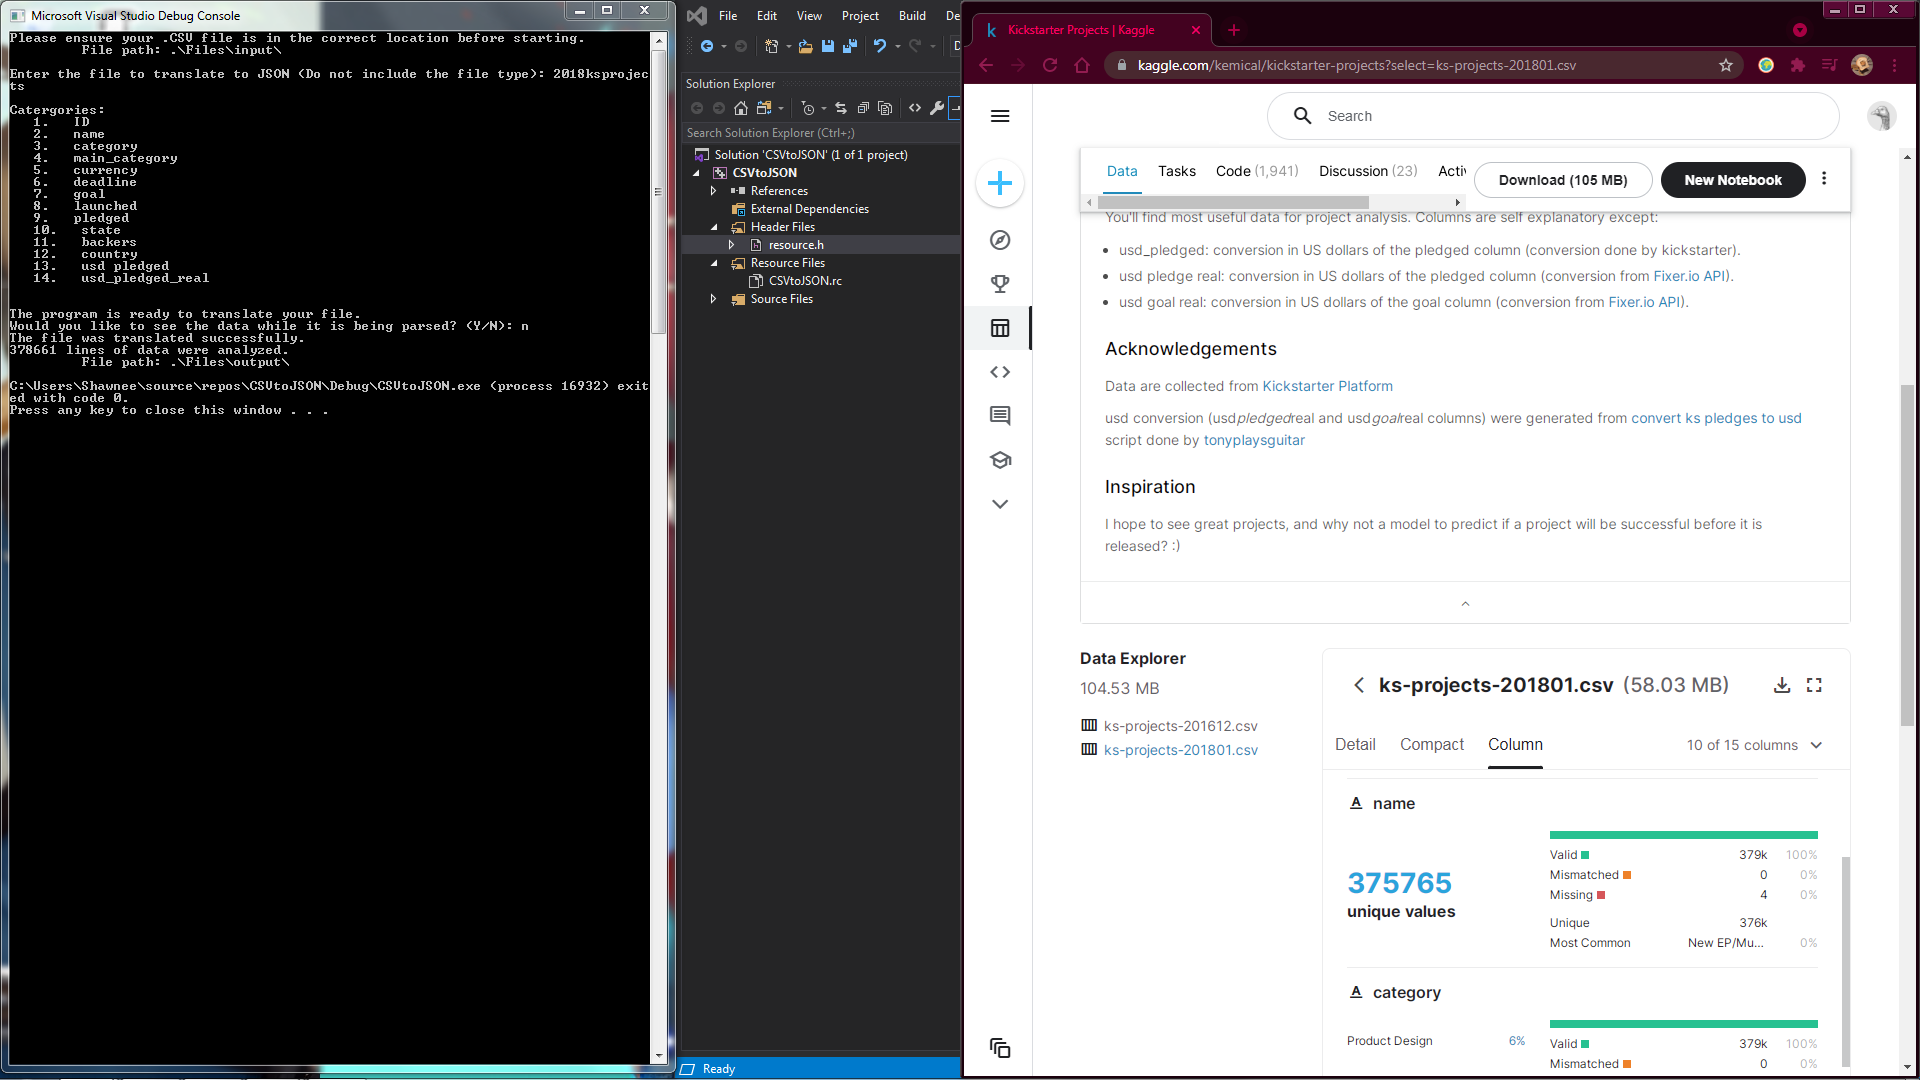 Microsoft Visual Studio Debug Console
Please ensure your .CSV file is in the correct location before starting.
File path: .\Files\input\
Enter the file to translate to JSON (Do not include the file type): 2018ksprojec
ts
Catergories:
1. ID
2. name
3. category
4. main_category
5. currency
6. deadline
7. goal
8. launched
9. pledged
10. state
11. backers
12. country
13. usd pledged
14. usd_pledged_real
The program is ready to translate your file.
Would you like to see the data while it is being parsed? (Y/N): n
The file was translated successfully.
378661 lines of data were analyzed.
File path: .\Files\output\
C:\Users\Shawnee\source\repos\CSVtoJSON\Debug\CSVtoJSON.exe (process 16932) exit
ed with code 0.
Press any key to close this window . . .
File Edit View Project Build De
D
Solution Explorer
Search Solution Explorer (Ctrl+;)
Solution 'CSVtoJSON' (1 of 1 project)
CSVtoJSON
References
External Dependencies
Header Files
resource.h
Resource Files
CSVtoJSON.rc
Source Files
Ready
Kickstarter Projects | Kaggle
kaggle.com/kemical/kickstarter-projects?select=ks-projects-201801.csv
Search
Data Tasks Code (1,941) Discussion (23) Activ
Download (105 MB)
New Notebook
You'll find most useful data for project analysis. Columns are self explanatory except:
• usd_pledged: conversion in US dollars of the pledged column (conversion done by kickstarter).
• usd pledge real: conversion in US dollars of the pledged column (conversion from Fixer.io API).
• usd goal real: conversion in US dollars of the goal column (conversion from Fixer.io API).
Acknowledgements
Data are collected from Kickstarter Platform
usd conversion (usdpledgedreal and usdgoalreal columns) were generated from convert ks pledges to usd
script done by tonyplaysguitar
Inspiration
I hope to see great projects, and why not a model to predict if a project will be successful before it is
released? :)
Data Explorer
104.53 MB
ks-projects-201612.csv
ks-projects-201801.csv
ks-projects-201801.csv (58.03 MB)
Detail Compact Column
10 of 15 columns
A name
375765
unique values
Valid 379k 100%
Mismatched 0 0%
Missing 4 0%
Unique 376k
Most Common New EP/Mu... 0%
A category
Product Design 6%
Valid 379k 100%
Mismatched 0 0%